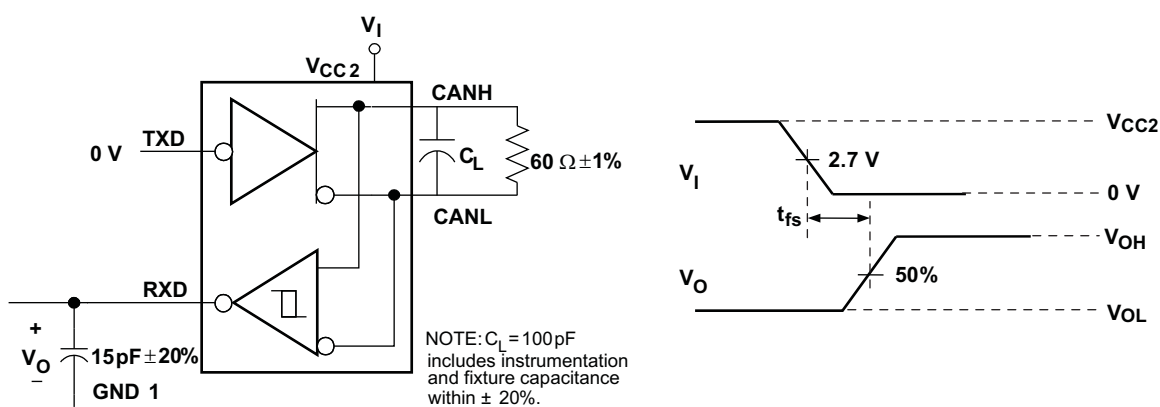 V_I
V_CC2
CANH
TXD
0 V
C_L
60 Ω ±1%
CANL
RXD
+
V_O
−
15pF ±20%
GND 1
NOTE: C_L = 100pF
includes instrumentation
and fixture capacitance
within ± 20%.
V_CC2
2.7 V
V_I
0 V
t_fs
V_OH
V_O
50%
V_OL